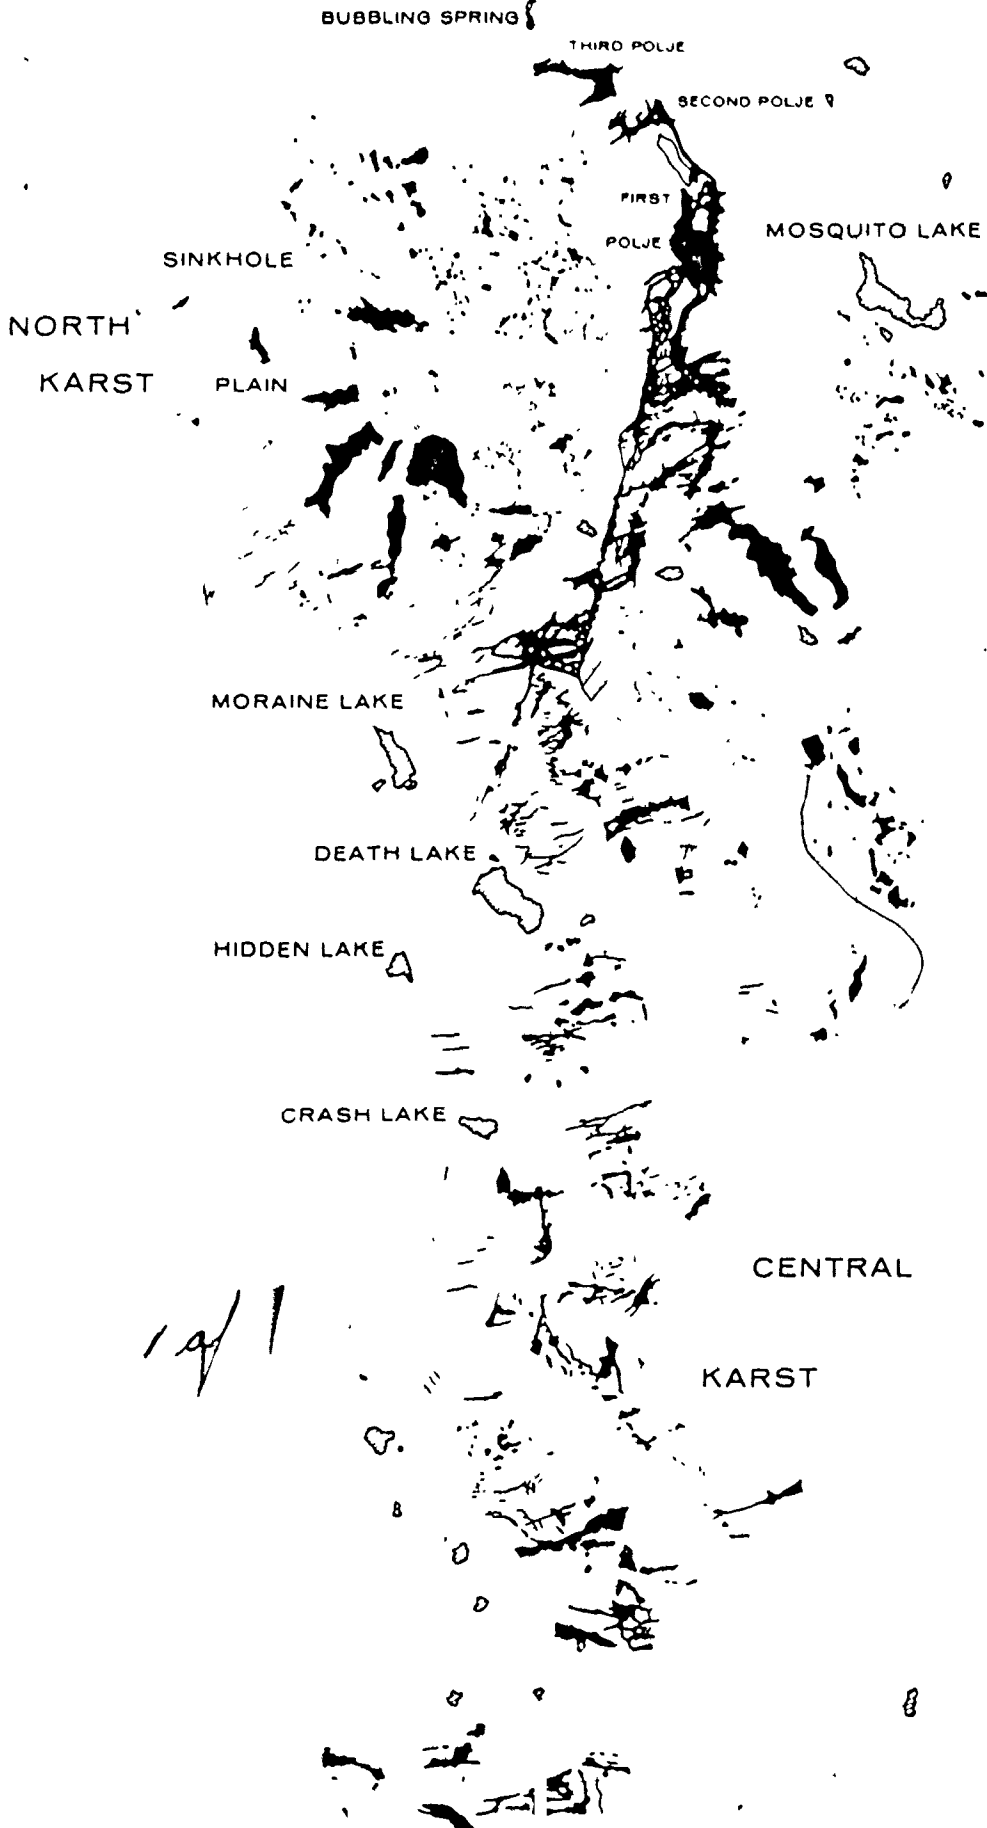 BUBBLING SPRING
THIRD POLJE
SECOND POLJE
FIRST
POLJE
MOSQUITO LAKE
SINKHOLE
PLAIN
NORTH
KARST
MORAINE LAKE
DEATH LAKE
HIDDEN LAKE
CRASH LAKE
CENTRAL
KARST